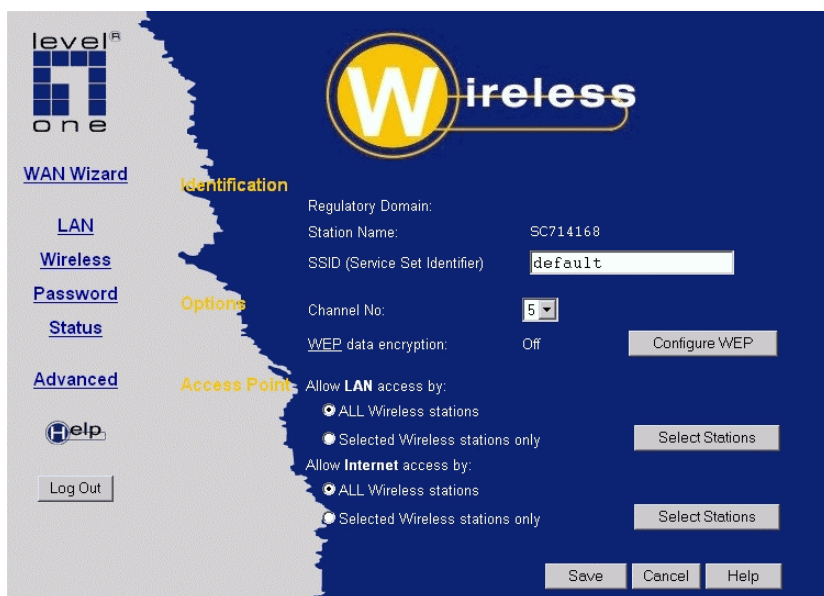 level®
one
Wireless
WAN Wizard
LAN
Wireless
Password
Status
Advanced
Help
Log Out
Identification
Regulatory Domain:
Station Name: SC714168
SSID (Service Set Identifier) default
Options
Channel No: 5
WEP data encryption: Off Configure WEP
Access Point Allow LAN access by:
ALL Wireless stations
Selected Wireless stations only Select Stations
Allow Internet access by:
ALL Wireless stations
Selected Wireless stations only Select Stations
Save Cancel Help